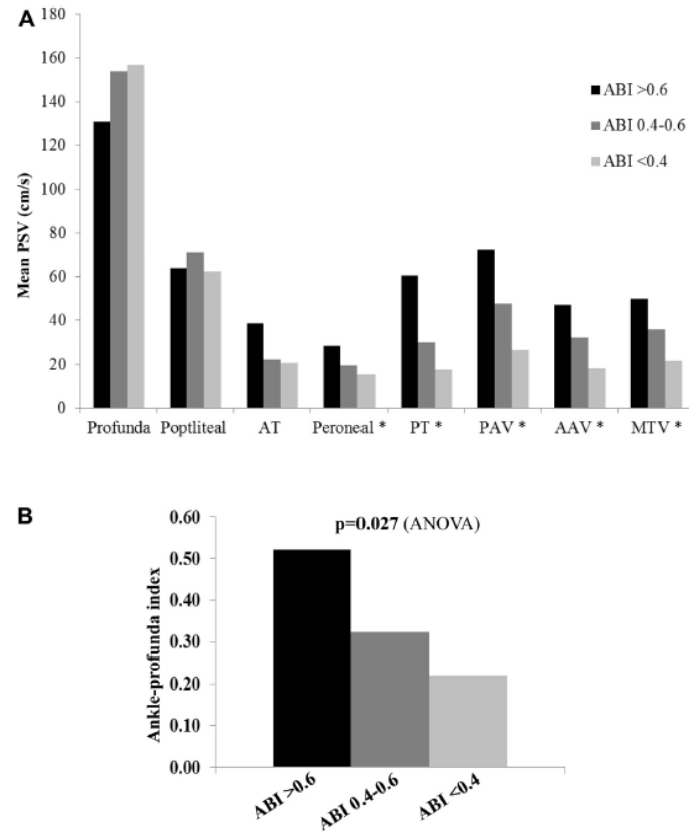 A
180
160
140
120
100
80
60
40
20
0
Mean PSV (cm/s)
ABI >0.6
ABI 0.4-0.6
ABI <0.4
Profunda Poptliteal AT Peroneal * PT * PAV * AAV * MTV *
B
p=0.027 (ANOVA)
0.60
0.50
0.40
0.30
0.20
0.10
0.00
Ankle-profunda index
ABI >0.6
ABI 0.4-0.6
ABI <0.4